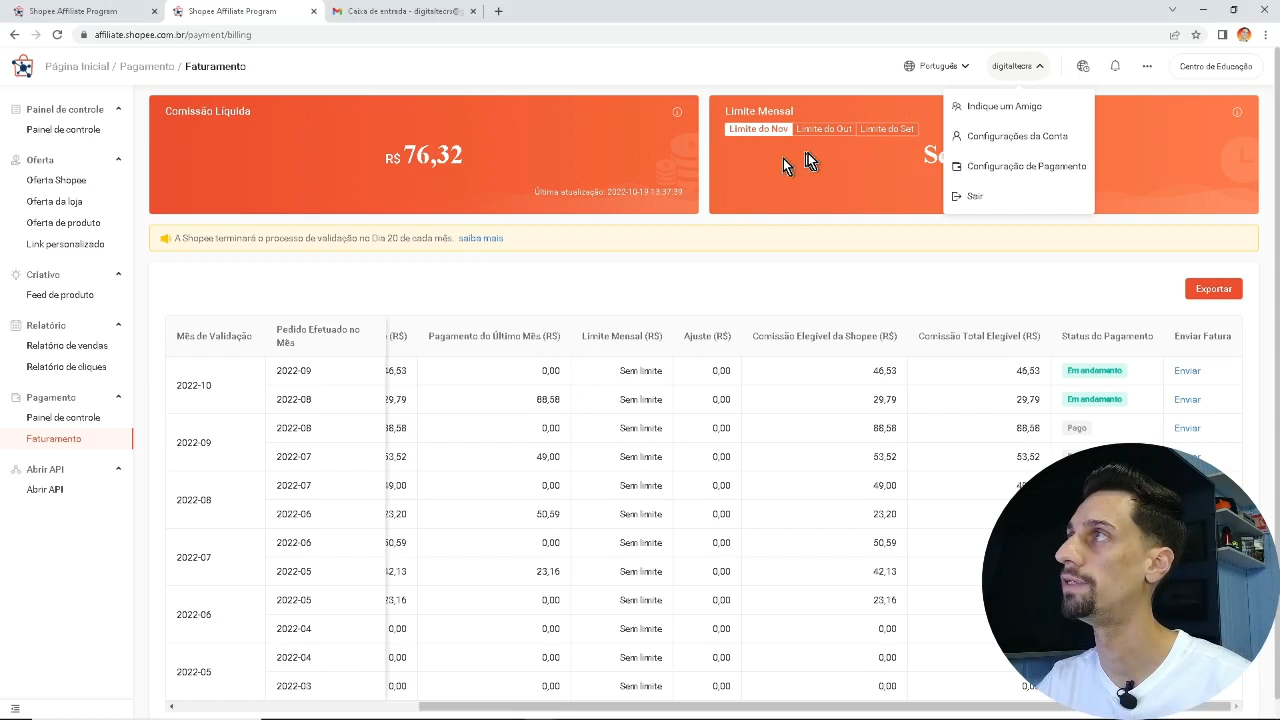 Shopee Affiliate Program
Shopee Affiliate Program
Caixa de entrada - digitaltecrs@
affiliate.shopee.com.br/payment/billing
Página Inicial / Pagamento / Faturamento
Português
digitaltecrs
Centro de Educação
Painel de controle
Painel de controle
Oferta
Oferta Shopee
Oferta da loja
Oferta de produto
Link personalizado
Criativo
Feed de produto
Relatório
Relatório de vendas
Relatório de cliques
Pagamento
Painel de controle
Faturamento
Abrir API
Abrir API
Comissão Líquida
R$ 76,32
Última atualização: 2022-10-19 13:37:39
Limite Mensal
Limite do Nov Limite do Out Limite do Set
Indique um Amigo
Configurações da Conta
Configuração de Pagamento
Sair
A Shopee terminará o processo de validação no Dia 20 de cada mês. saiba mais
Exportar
Mês de Validação Pedido Efetuado no Mês (R$) Pagamento do Último Mês (R$) Limite Mensal (R$) Ajuste (R$) Comissão Elegível da Shopee (R$) Comissão Total Elegível (R$) Status do Pagamento Enviar Fatura
2022-10 2022-09 46,53 0,00 Sem limite 0,00 46,53 46,53 Em andamento Enviar
2022-08 29,79 88,58 Sem limite 0,00 29,79 29,79 Em andamento Enviar
2022-09 2022-08 88,58 0,00 Sem limite 0,00 88,58 88,58 Pago Enviar
2022-07 53,52 49,00 Sem limite 0,00 53,52 53,52
2022-08 2022-07 49,00 0,00 Sem limite 0,00 49,00
2022-06 23,20 50,59 Sem limite 0,00 23,20
2022-07 2022-06 50,59 0,00 Sem limite 0,00 50,59
2022-05 42,13 23,16 Sem limite 0,00 42,13
2022-06 2022-05 23,16 0,00 Sem limite 0,00 23,16
2022-04 0,00 0,00 Sem limite 0,00 0,00
2022-05 2022-04 0,00 0,00 Sem limite 0,00 0,00
2022-03 0,00 0,00 Sem limite 0,00 0,00